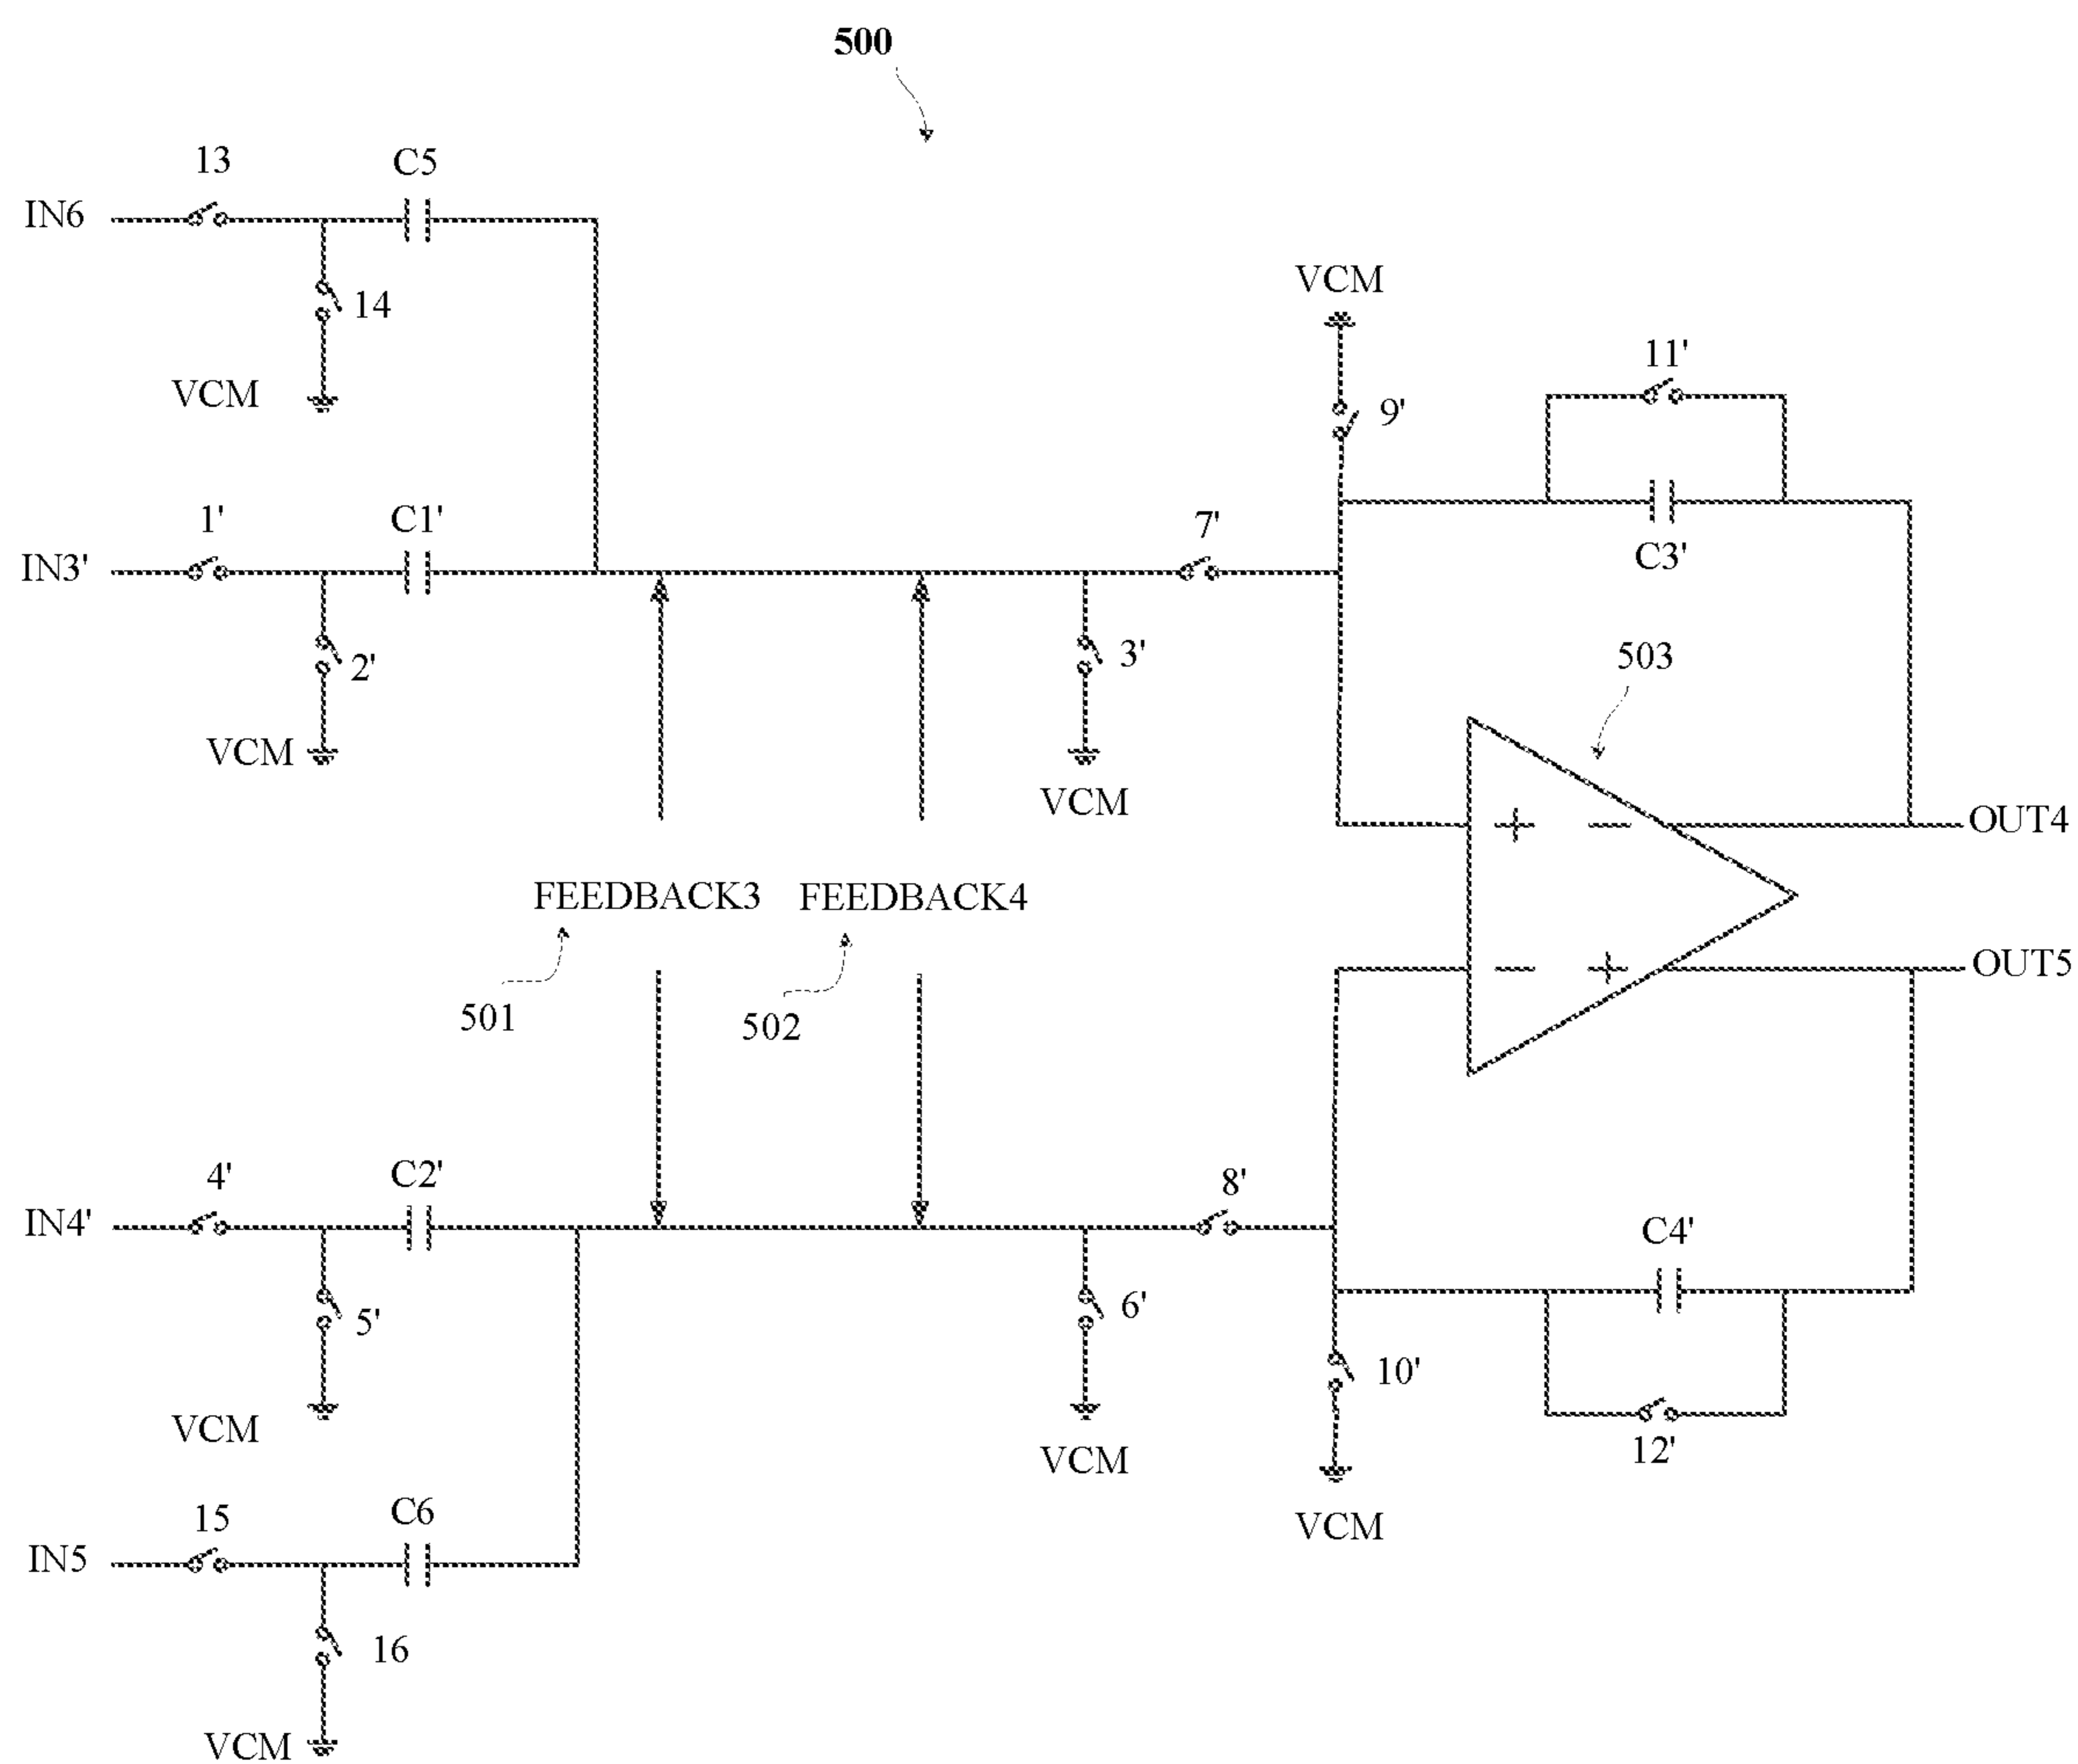 500
13
C5
IN6
14
VCM
VCM
11'
9'
1'
C1'
7'
C3'
IN3'
2'
3'
503
VCM
VCM
+
−
OUT4
FEEDBACK3
FEEDBACK4
−
+
OUT5
501
502
4'
C2'
8'
IN4'
C4'
5'
6'
10'
VCM
VCM
12'
15
C6
VCM
IN5
16
VCM